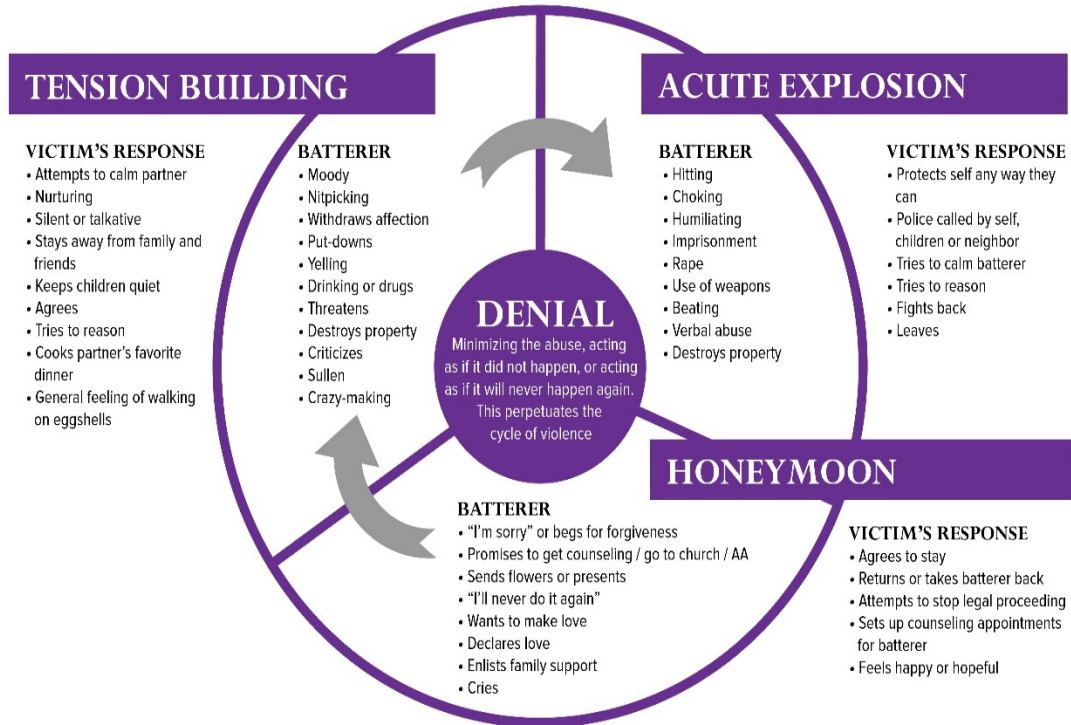 TENSION BUILDING
VICTIM'S RESPONSE
• Attempts to calm partner
• Nurturing
• Silent or talkative
• Stays away from family and
friends
• Keeps children quiet
• Agrees
• Tries to reason
• Cooks partner's favorite
dinner
• General feeling of walking
on eggshells
BATTERER
• Moody
• Nitpicking
• Withdraws affection
• Put-downs
• Yelling
• Drinking or drugs
• Threatens
• Destroys property
• Criticizes
• Sullen
• Crazy-making
ACUTE EXPLOSION
BATTERER
• Hitting
• Choking
• Humiliating
• Imprisonment
• Rape
• Use of weapons
• Beating
• Verbal abuse
• Destroys property
VICTIM'S RESPONSE
• Protects self any way they
can
• Police called by self,
children or neighbor
• Tries to calm batterer
• Tries to reason
• Fights back
• Leaves
DENIAL
Minimizing the abuse, acting
as if it did not happen, or acting
as if it will never happen again.
This perpetuates the
cycle of violence
HONEYMOON
BATTERER
• “I'm sorry” or begs for forgiveness
• Promises to get counseling / go to church / AA
• Sends flowers or presents
• “I'll never do it again”
• Wants to make love
• Declares love
• Enlists family support
• Cries
VICTIM'S RESPONSE
• Agrees to stay
• Returns or takes batterer back
• Attempts to stop legal proceeding
• Sets up counseling appointments
for batterer
• Feels happy or hopeful